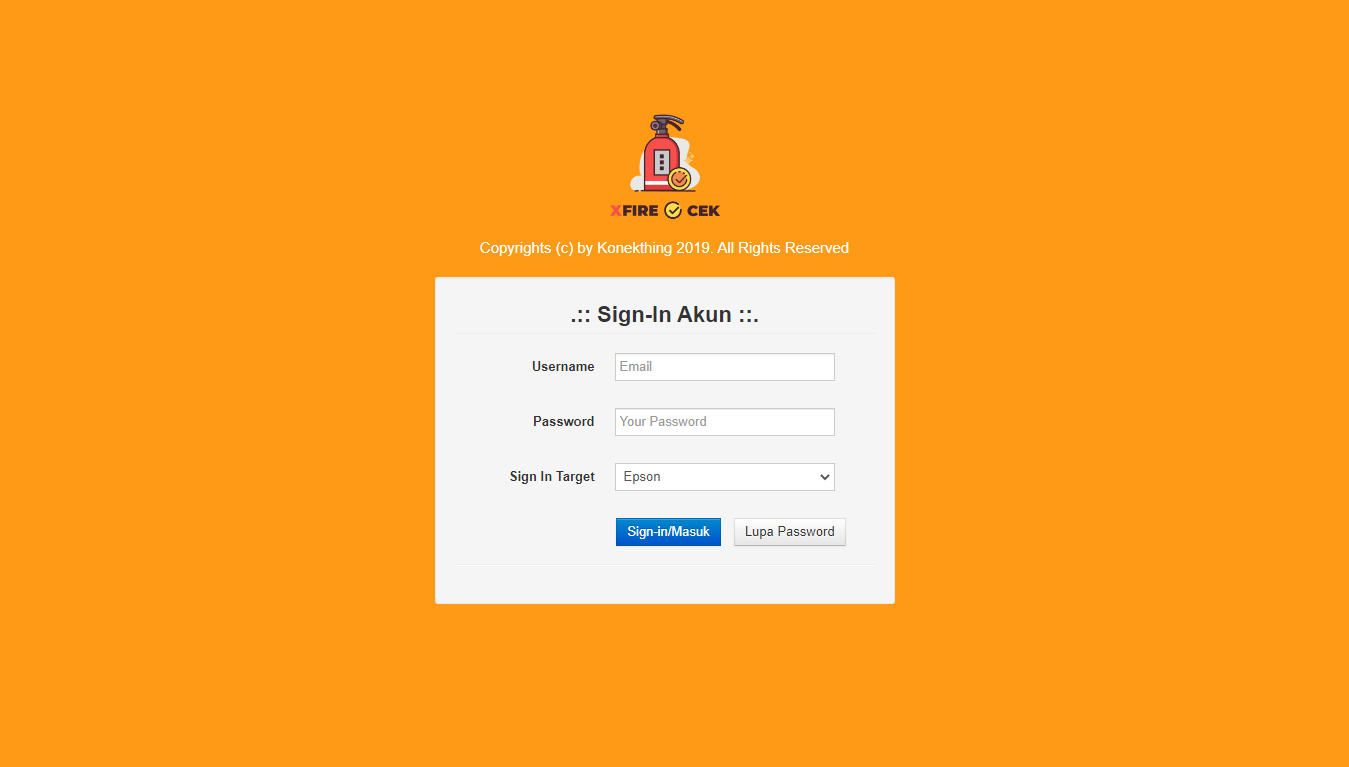 XFIRE CEK
Copyrights (c) by Konekthing 2019. All Rights Reserved
.:: Sign-In Akun ::.
Username Email
Password Your Password
Sign In Target Epson
Sign-in/Masuk Lupa Password